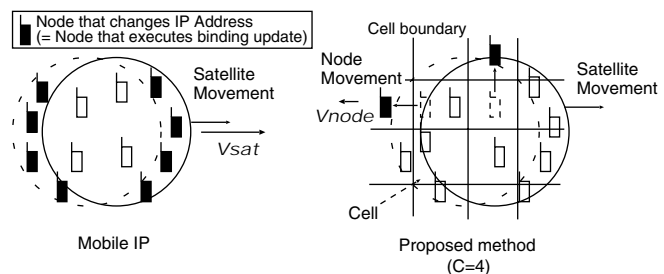 Node that changes IP Address
(= Node that executes binding update)
Satellite
Movement
Vsat
Mobile IP
Cell boundary
Node
Movement
Vnode
Satellite
Movement
Cell
Proposed method
(C=4)